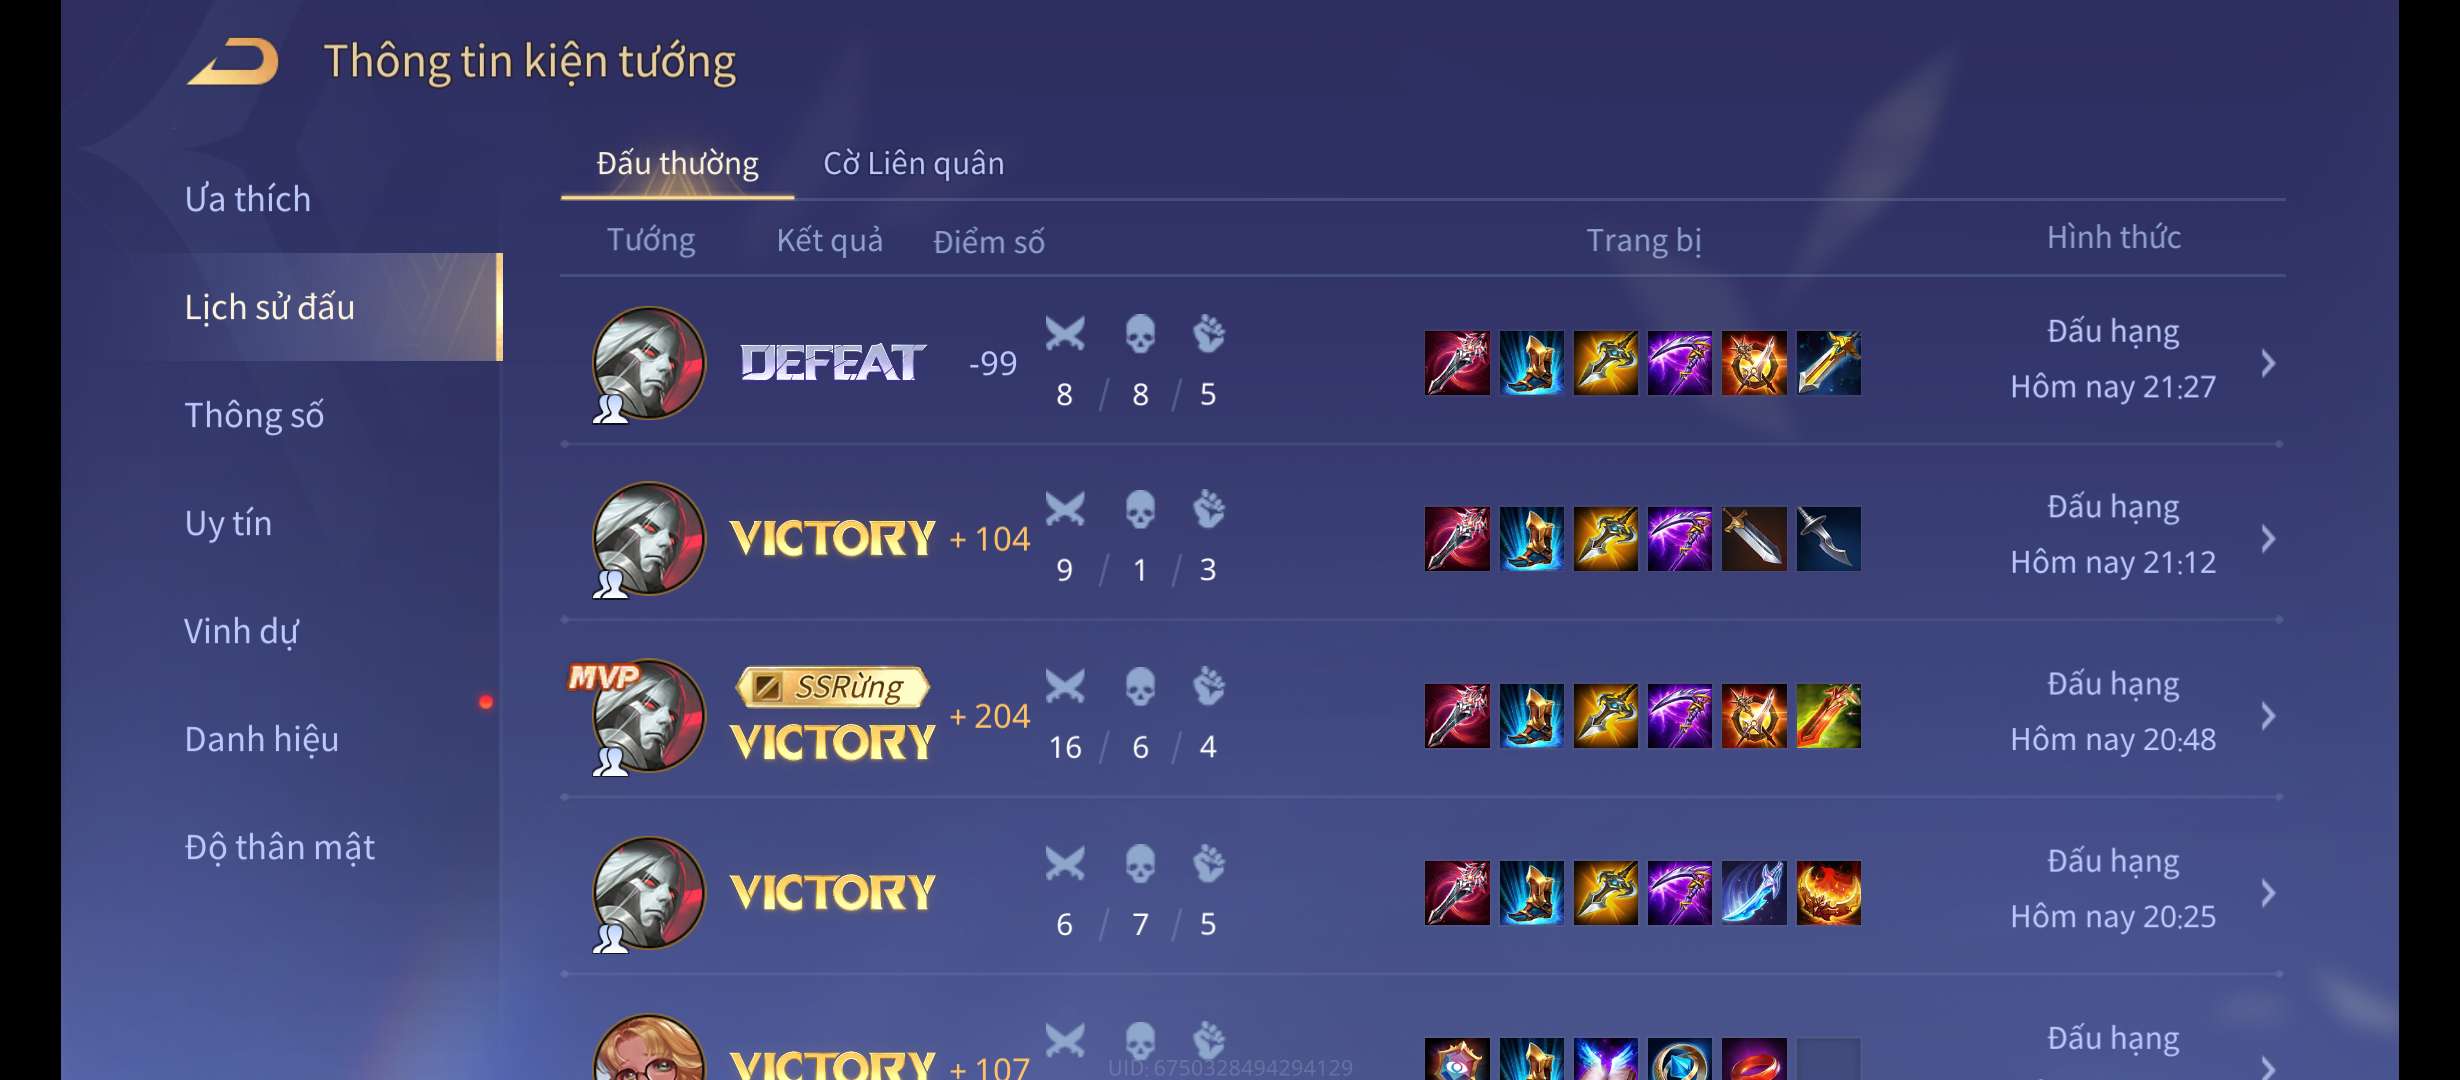 Thông tin kiện tướng
Ưa thích
Lịch sử đấu
Thông số
Uy tín
Vinh dự
Danh hiệu
Độ thân mật
Đấu thường Cờ Liên quân
Tướng Kết quả Điểm số Trang bị Hình thức
DEFEAT -99 8 / 8 / 5 Đấu hạng
Hôm nay 21:27
VICTORY + 104 9 / 1 / 3 Đấu hạng
Hôm nay 21:12
MVP SSRừng
VICTORY + 204 16 / 6 / 4 Đấu hạng
Hôm nay 20:48
VICTORY 6 / 7 / 5 Đấu hạng
Hôm nay 20:25
VICTORY + 107 Đấu hạng
UID: 6750328494294129